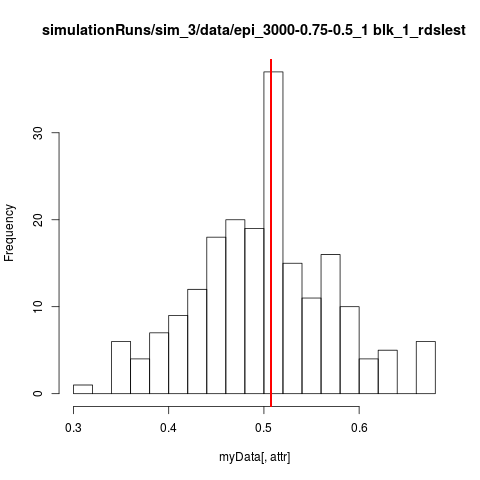 simulationRuns/sim_3/data/epi_3000-0.75-0.5_1 blk_1_rdslest
Frequency
30
20
10
0
0.3 0.4 0.5 0.6
myData[, attr]